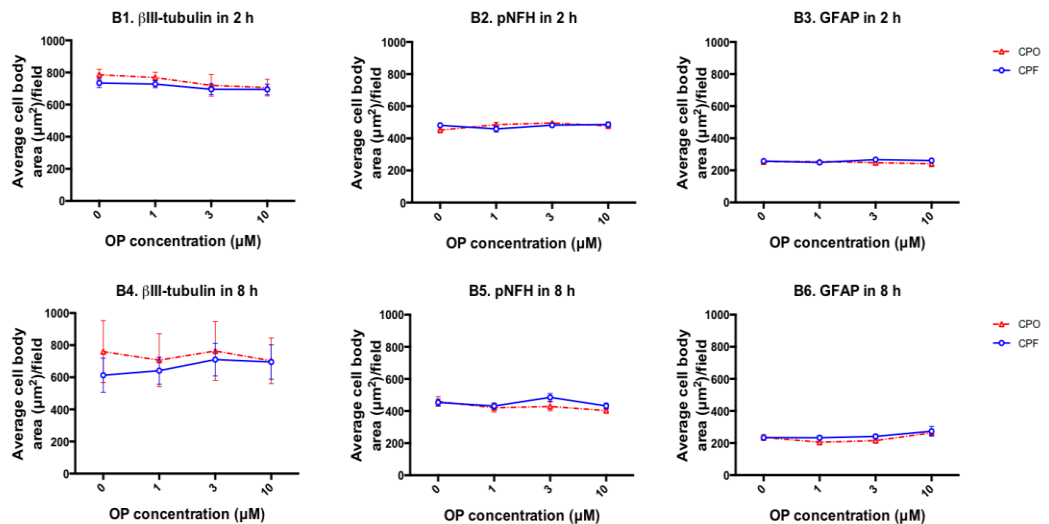 B1. βIII-tubulin in 2 h
B2. pNFH in 2 h
B3. GFAP in 2 h
Average cell body
area (µm²)/field
1000
800
600
400
200
0
0
1
3
10
OP concentration (µM)
Average cell body
area (µm²)/field
1000
800
600
400
200
0
0
1
3
10
OP concentration (µM)
Average cell body
area (µm²)/field
1000
800
600
400
200
0
0
1
3
10
OP concentration (µM)
CPO
CPF
B4. βIII-tubulin in 8 h
B5. pNFH in 8 h
B6. GFAP in 8 h
Average cell body
area (µm²)/field
1000
800
600
400
200
0
0
1
3
10
OP concentration (µM)
Average cell body
area (µm²)/field
1000
800
600
400
200
0
0
1
3
10
OP concentration (µM)
Average cell body
area (µm²)/field
1000
800
600
400
200
0
0
1
3
10
OP concentration (µM)
CPO
CPF